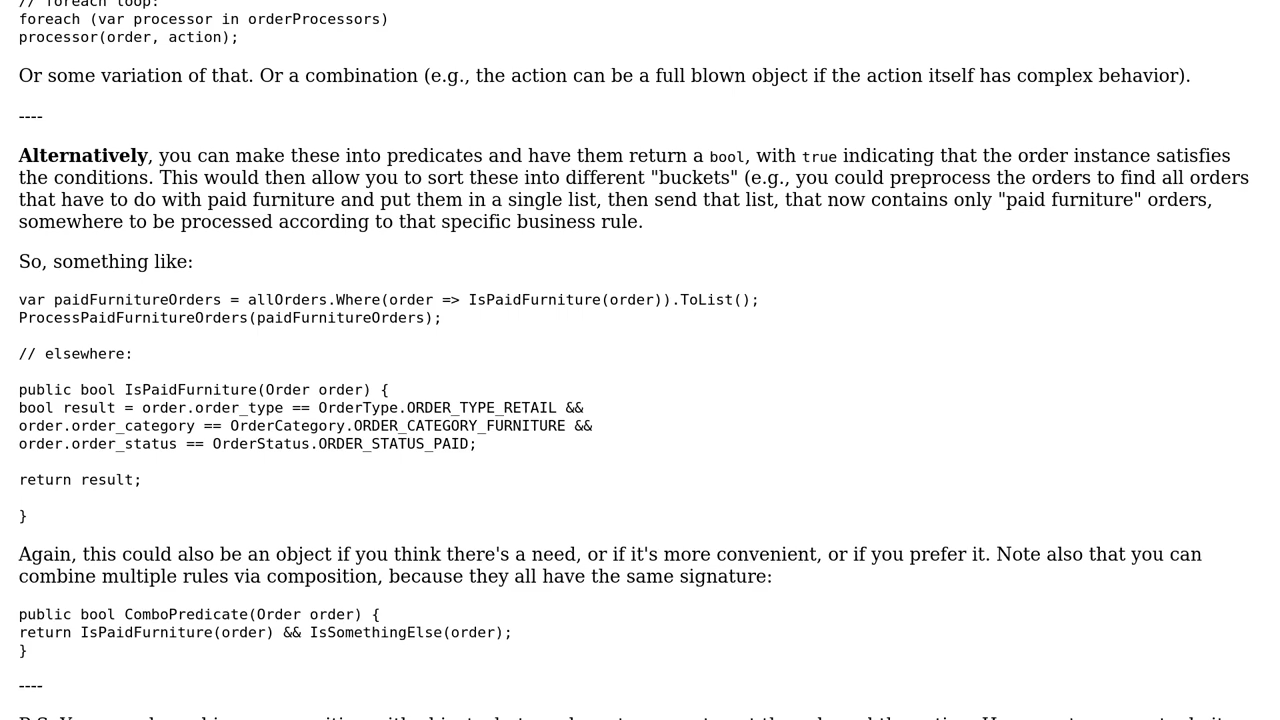 // foreach loop:
foreach (var processor in orderProcessors)
processor(order, action);
Or some variation of that. Or a combination (e.g., the action can be a full blown object if the action itself has complex behavior).
----
Alternatively, you can make these into predicates and have them return a bool, with true indicating that the order instance satisfies
the conditions. This would then allow you to sort these into different "buckets" (e.g., you could preprocess the orders to find all orders
that have to do with paid furniture and put them in a single list, then send that list, that now contains only "paid furniture" orders,
somewhere to be processed according to that specific business rule.
So, something like:
var paidFurnitureOrders = allOrders.Where(order => IsPaidFurniture(order)).ToList();
ProcessPaidFurnitureOrders(paidFurnitureOrders);
// elsewhere:
public bool IsPaidFurniture(Order order) {
bool result = order.order_type == OrderType.ORDER_TYPE_RETAIL &&
order.order_category == OrderCategory.ORDER_CATEGORY_FURNITURE &&
order.order_status == OrderStatus.ORDER_STATUS_PAID;
return result;
}
Again, this could also be an object if you think there's a need, or if it's more convenient, or if you prefer it. Note also that you can
combine multiple rules via composition, because they all have the same signature:
public bool ComboPredicate(Order order) {
return IsPaidFurniture(order) && IsSomethingElse(order);
}
----